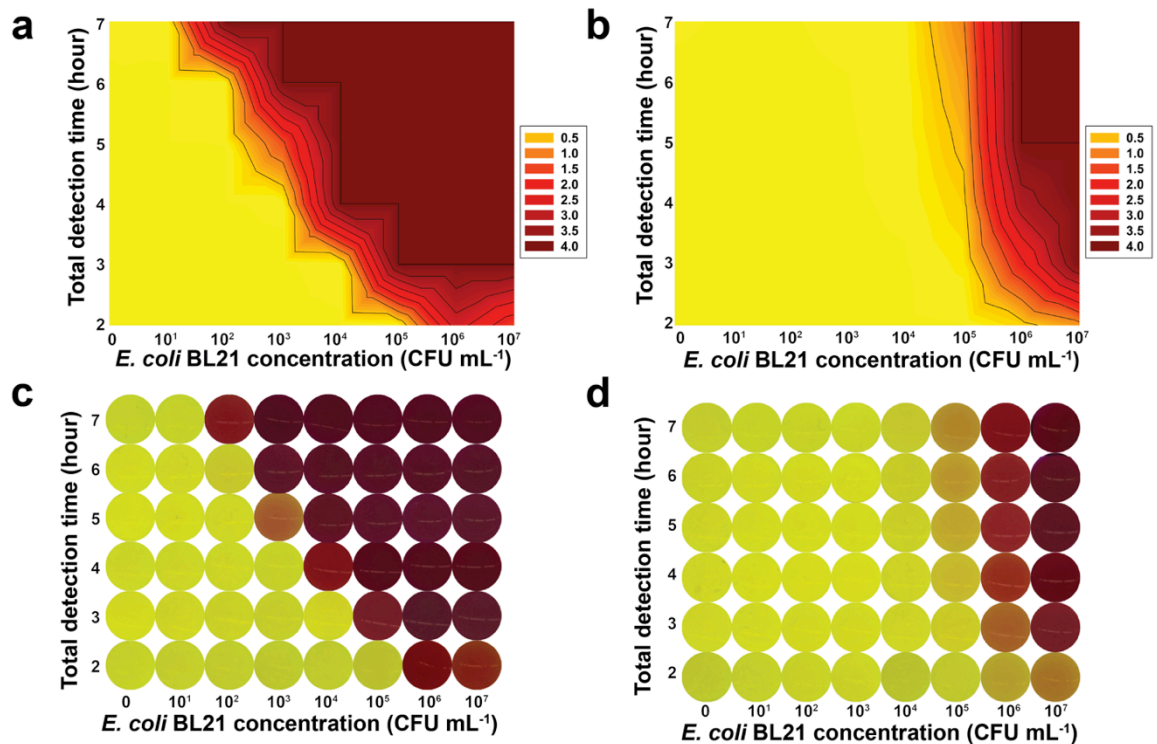 a
Total detection time (hour)
7
6
5
4
3
2
0 10¹ 10² 10³ 10⁴ 10⁵ 10⁶ 10⁷
E. coli BL21 concentration (CFU mL⁻¹)
0.5
1.0
1.5
2.0
2.5
3.0
3.5
4.0
b
Total detection time (hour)
7
6
5
4
3
2
0 10¹ 10² 10³ 10⁴ 10⁵ 10⁶ 10⁷
E. coli BL21 concentration (CFU mL⁻¹)
0.5
1.0
1.5
2.0
2.5
3.0
3.5
4.0
c
Total detection time (hour)
7
6
5
4
3
2
0 10¹ 10² 10³ 10⁴ 10⁵ 10⁶ 10⁷
E. coli BL21 concentration (CFU mL⁻¹)
d
Total detection time (hour)
7
6
5
4
3
2
0 10¹ 10² 10³ 10⁴ 10⁵ 10⁶ 10⁷
E. coli BL21 concentration (CFU mL⁻¹)